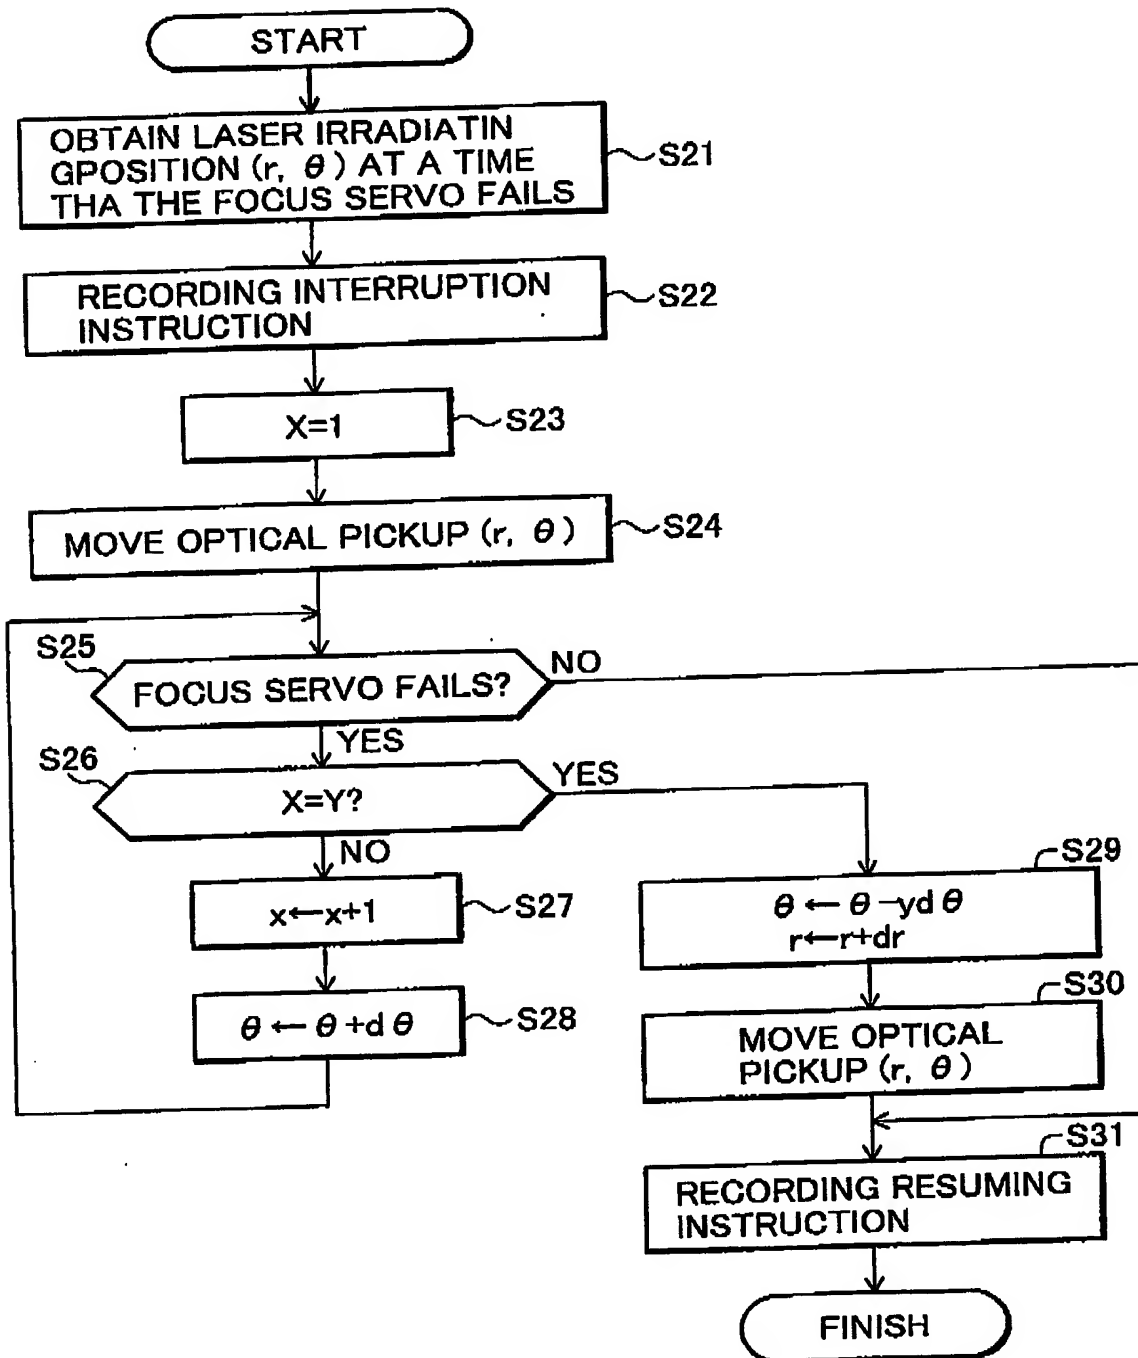 START
OBTAIN LASER IRRADIATIN
GPOSITION (r, θ) AT A TIME
THA THE FOCUS SERVO FAILS
S21
RECORDING INTERRUPTION
INSTRUCTION
S22
X=1
S23
MOVE OPTICAL PICKUP (r, θ)
S24
S25
FOCUS SERVO FAILS?
NO
YES
S26
X=Y?
YES
NO
x←x+1
S27
θ ← θ +d θ
S28
S29
θ ← θ −yd θ
r←r+dr
S30
MOVE OPTICAL
PICKUP (r, θ)
S31
RECORDING RESUMING
INSTRUCTION
FINISH